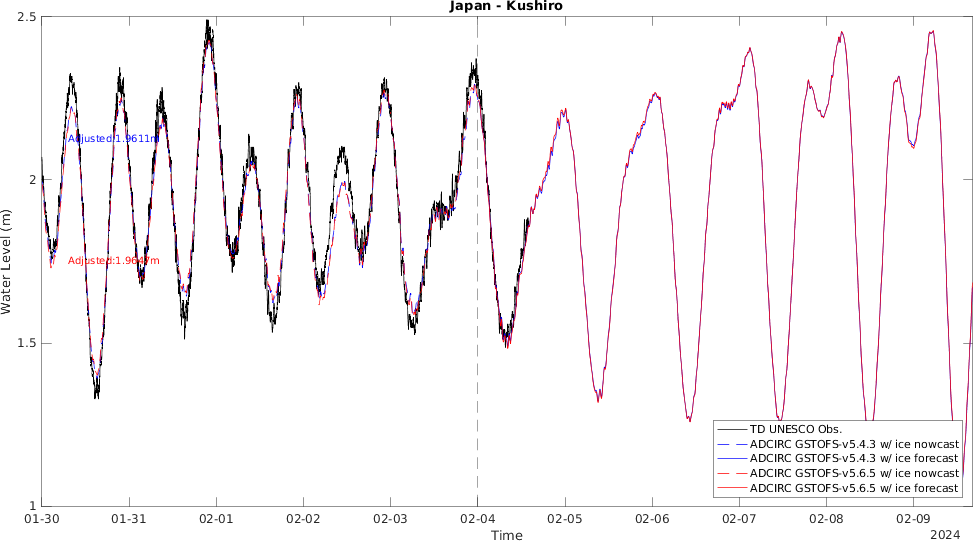 Japan - Kushiro
2.5
2
1.5
1
Water Level (m)
Adjusted:1.9611m
Adjusted:1.9647m
TD UNESCO Obs.
ADCIRC GSTOFS-v5.4.3 w/ ice nowcast
ADCIRC GSTOFS-v5.4.3 w/ ice forecast
ADCIRC GSTOFS-v5.6.5 w/ ice nowcast
ADCIRC GSTOFS-v5.6.5 w/ ice forecast
01-30 01-31 02-01 02-02 02-03 02-04 02-05 02-06 02-07 02-08 02-09
Time
2024